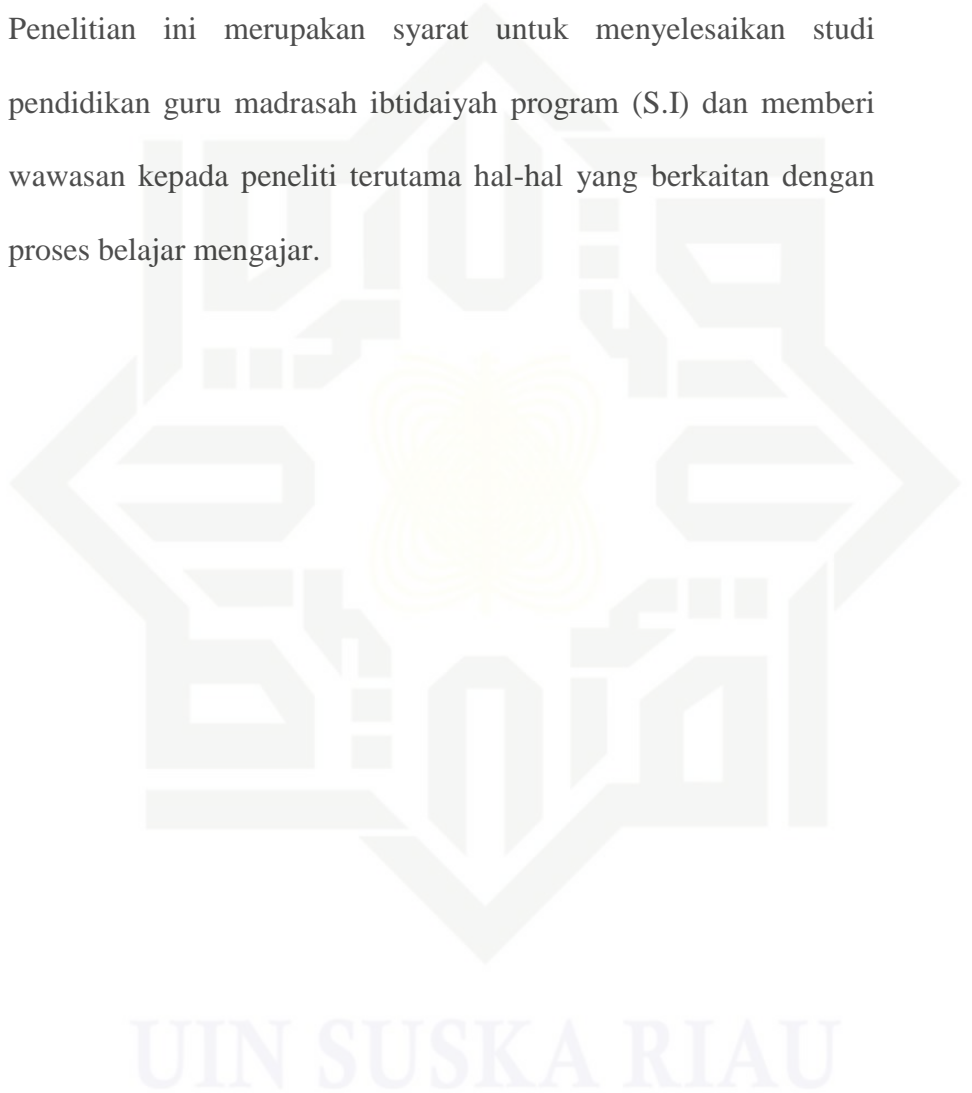 Penelitian ini merupakan syarat untuk menyelesaikan studi
pendidikan guru madrasah ibtidaiyah program (S.I) dan memberi
wawasan kepada peneliti terutama hal-hal yang berkaitan dengan
proses belajar mengajar.
UIN SUSKA RIAU